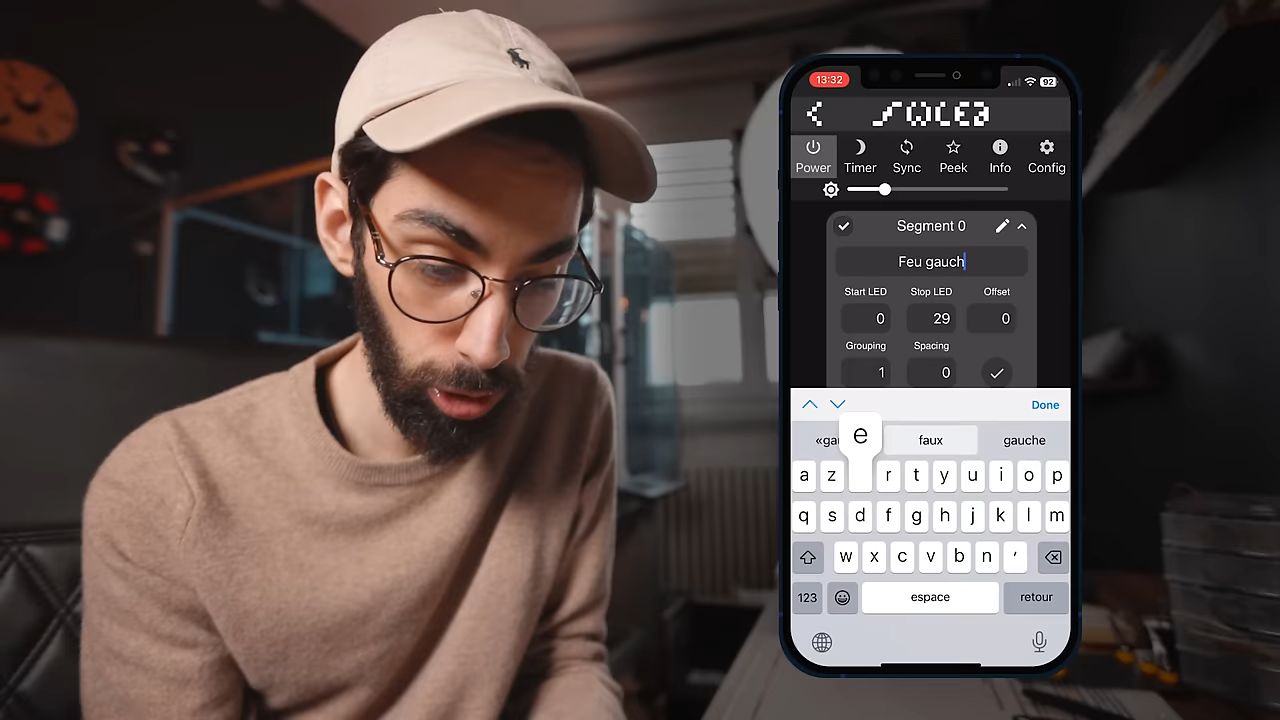 13:32
92
Power Timer Sync Peek Info Config
Segment 0
Feu gauch
Start LED Stop LED Offset
0 29 0
Grouping Spacing
1 0
Done
e
faux gauche
a z r t y u i o p
q s d f g h j k l m
w x c v b n ’
123 espace retour